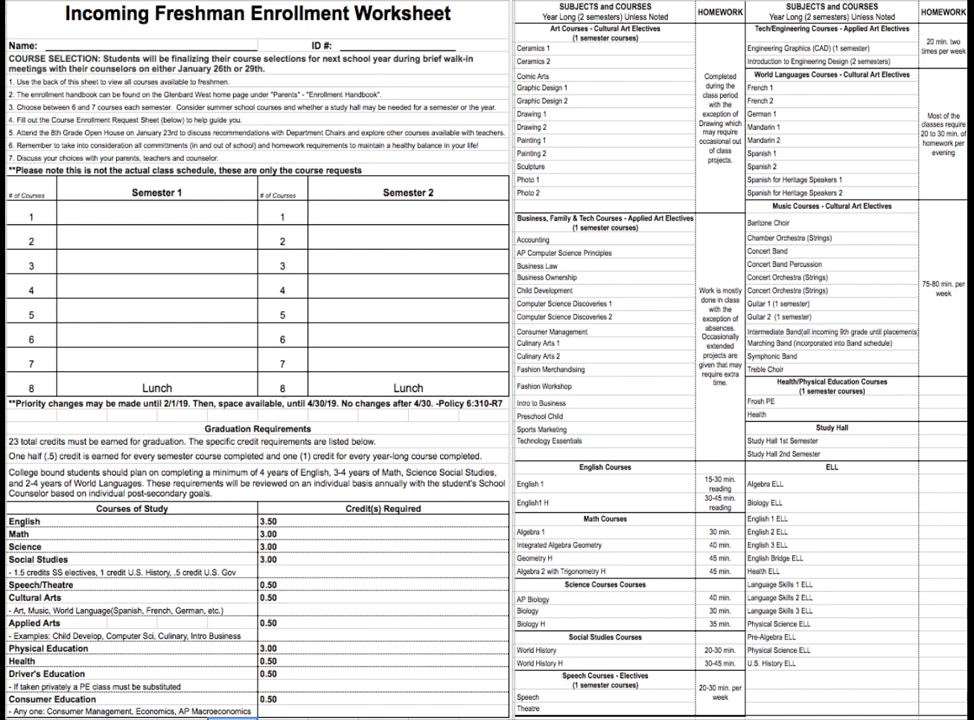 Incoming Freshman Enrollment Worksheet
Name:
ID #:
COURSE SELECTION: Students will be finalizing their course selections for next school year during brief walk-in
meetings with their counselors on either January 26th or 29th.
1. Use the back of this sheet to view all courses available to freshmen.
2. The enrollment handbook can be found on the Glenbard West home page under "Parents" - "Enrollment Handbook".
3. Choose between 6 and 7 courses each semester. Consider summer school courses and whether a study hall may be needed for a semester or the year.
4. Fill out the Course Enrollment Request Sheet (below) to help guide you.
5. Attend the 8th Grade Open House on January 23rd to discuss recommendations with Department Chairs and explore other courses available with teachers.
6. Remember to take into consideration all commitments (in and out of school) and homework requirements to maintain a healthy balance in your life!
7. Discuss your choices with your parents, teachers and counselor.
**Please note this is not the actual class schedule, these are only the course requests
# of Courses Semester 1 # of Courses Semester 2
1 1
2 2
3 3
4 4
5 5
6 6
7 7
8 Lunch 8 Lunch
**Priority changes may be made until 2/1/19. Then, space available, until 4/30/19. No changes after 4/30. -Policy 6:310-R7
Graduation Requirements
23 total credits must be earned for graduation. The specific credit requirements are listed below.
One half (.5) credit is earned for every semester course completed and one (1) credit for every year-long course completed.
College bound students should plan on completing a minimum of 4 years of English, 3-4 years of Math, Science Social Studies,
and 2-4 years of World Languages. These requirements will be reviewed on an individual basis annually with the student's School
Counselor based on individual post-secondary goals.
Courses of Study Credit(s) Required
English 3.50
Math 3.00
Science 3.00
Social Studies 3.00
- 1.5 credits SS electives, 1 credit U.S. History, .5 credit U.S. Gov
Speech/Theatre 0.50
Cultural Arts 0.50
- Art, Music, World Language(Spanish, French, German, etc.)
Applied Arts 0.50
- Examples: Child Develop, Computer Sci, Culinary, Intro Business
Physical Education 3.00
Health 0.50
Driver's Education 0.50
- If taken privately a PE class must be substituted
Consumer Education 0.50
- Any one: Consumer Management, Economics, AP Macroeconomics
SUBJECTS and COURSES
Year Long (2 semesters) Unless Noted
HOMEWORK
Art Courses - Cultural Art Electives
(1 semester courses)
Ceramics 1
Ceramics 2
Comic Arts
Graphic Design 1
Graphic Design 2
Drawing 1
Drawing 2
Painting 1
Painting 2
Sculpture
Photo 1
Photo 2
Completed
during the
class period
with the
exception of
Drawing which
may require
occasional out
of class
projects.
Business, Family & Tech Courses - Applied Art Electives
(1 semester courses)
Accounting
AP Computer Science Principles
Business Law
Business Ownership
Child Development
Computer Science Discoveries 1
Computer Science Discoveries 2
Consumer Management
Culinary Arts 1
Culinary Arts 2
Fashion Merchandising
Fashion Workshop
Intro to Business
Preschool Child
Sports Marketing
Technology Essentials
Work is mostly
done in class
with the
exception of
absences.
Occasionally
extended
projects are
given that may
require extra
time.
English Courses
English 1 15-30 min.
reading
English1 H 30-45 min.
reading
Math Courses
Algebra 1 30 min.
Integrated Algebra Geometry 40 min.
Geometry H 45 min.
Algebra 2 with Trigonometry H 45 min.
Science Courses Courses
AP Biology 40 min.
Biology 30 min.
Biology H 35 min.
Social Studies Courses
World History 20-30 min.
World History H 30-45 min.
Speech Courses - Electives
(1 semester courses)
Speech
Theatre
20-30 min. per
week
SUBJECTS and COURSES
Year Long (2 semesters) Unless Noted
HOMEWORK
Tech/Engineering Courses - Applied Art Electives
Engineering Graphics (CAD) (1 semester)
Introduction to Engineering Design (2 semesters)
20 min. two
times per week
World Languages Courses - Cultural Art Electives
French 1
French 2
German 1
Mandarin 1
Mandarin 2
Spanish 1
Spanish 2
Spanish for Heritage Speakers 1
Spanish for Heritage Speakers 2
Most of the
classes require
20 to 30 min. of
homework per
evening
Music Courses - Cultural Art Electives
Baritone Choir
Chamber Orchestra (Strings)
Concert Band
Concert Band Percussion
Concert Orchestra (Strings)
Concert Orchestra (Strings)
Guitar 1 (1 semester)
Guitar 2 (1 semester)
Intermediate Band(all incoming 9th grade until placements)
Marching Band (incorporated into Band schedule)
Symphonic Band
Treble Choir
75-80 min. per
week
Health/Physical Education Courses
(1 semester courses)
Frosh PE
Health
Study Hall
Study Hall 1st Semester
Study Hall 2nd Semester
ELL
Algebra ELL
Biology ELL
English 1 ELL
English 2 ELL
English 3 ELL
English Bridge ELL
Health ELL
Language Skills 1 ELL
Language Skills 2 ELL
Language Skills 3 ELL
Physical Science ELL
Pre-Algebra ELL
Physical Science ELL
U.S. History ELL